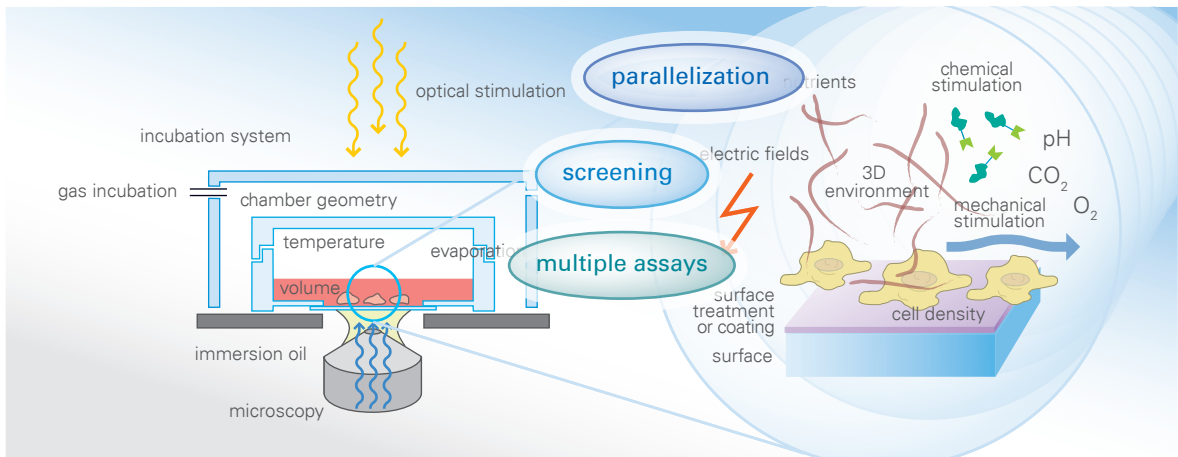 parallelization
nutrients
chemical
stimulation
optical stimulation
incubation system
pH
electric fields
screening
3D
environment
CO2
gas incubation
chamber geometry
mechanical
stimulation
O2
temperature
evaporation
multiple assays
volume
surface
treatment
or coating
cell density
immersion oil
surface
microscopy